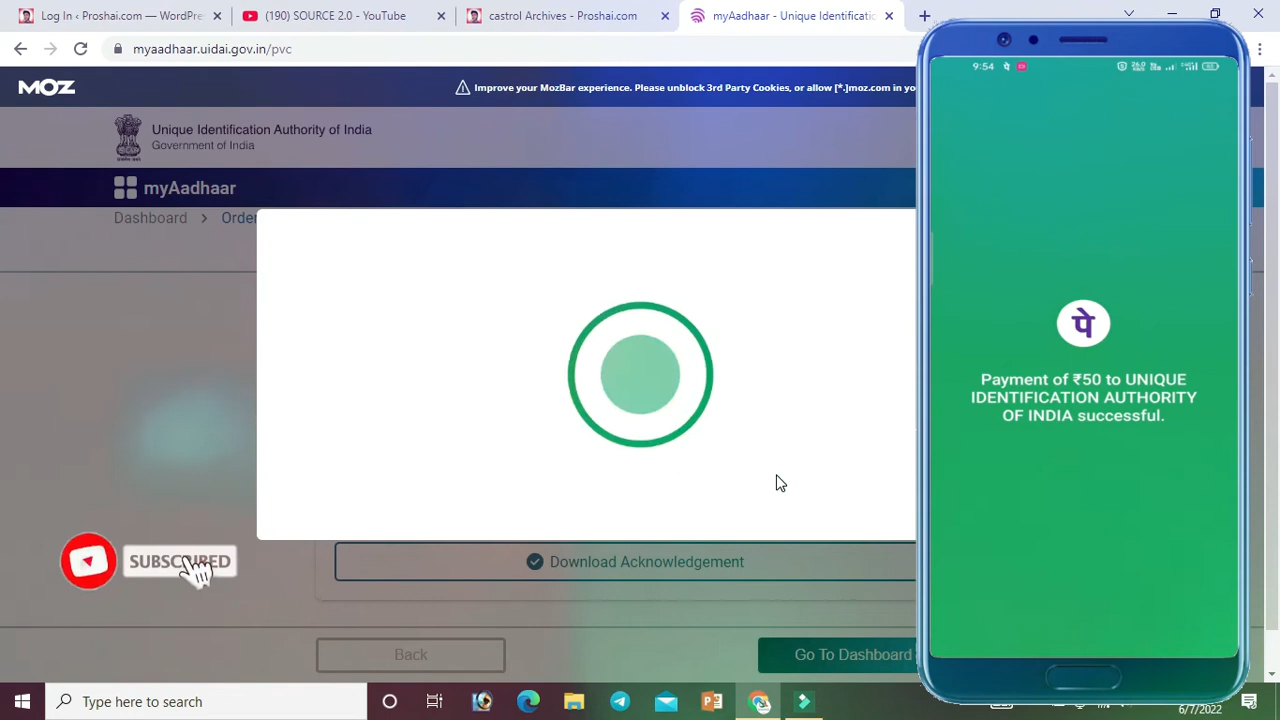 Log In ‹ Proshai.com — WordPre
(190) SOURCE 2.0 - YouTube
castrol Archives - Proshai.com
myAadhaar - Unique Identificatio
myaadhaar.uidai.gov.in/pvc
MOZ
Improve your MozBar experience. Please unblock 3rd Party Cookies, or allow [*.]moz.com in yo
Unique Identification Authority of India
Government of India
myAadhaar
Dashboard
Order
9:54
26.0
पे
Payment of ₹50 to UNIQUE
IDENTIFICATION AUTHORITY
OF INDIA successful.
SUBSCRIBED
Download Acknowledgement
Back
Go To Dashboard
Type here to search
6/7/2022